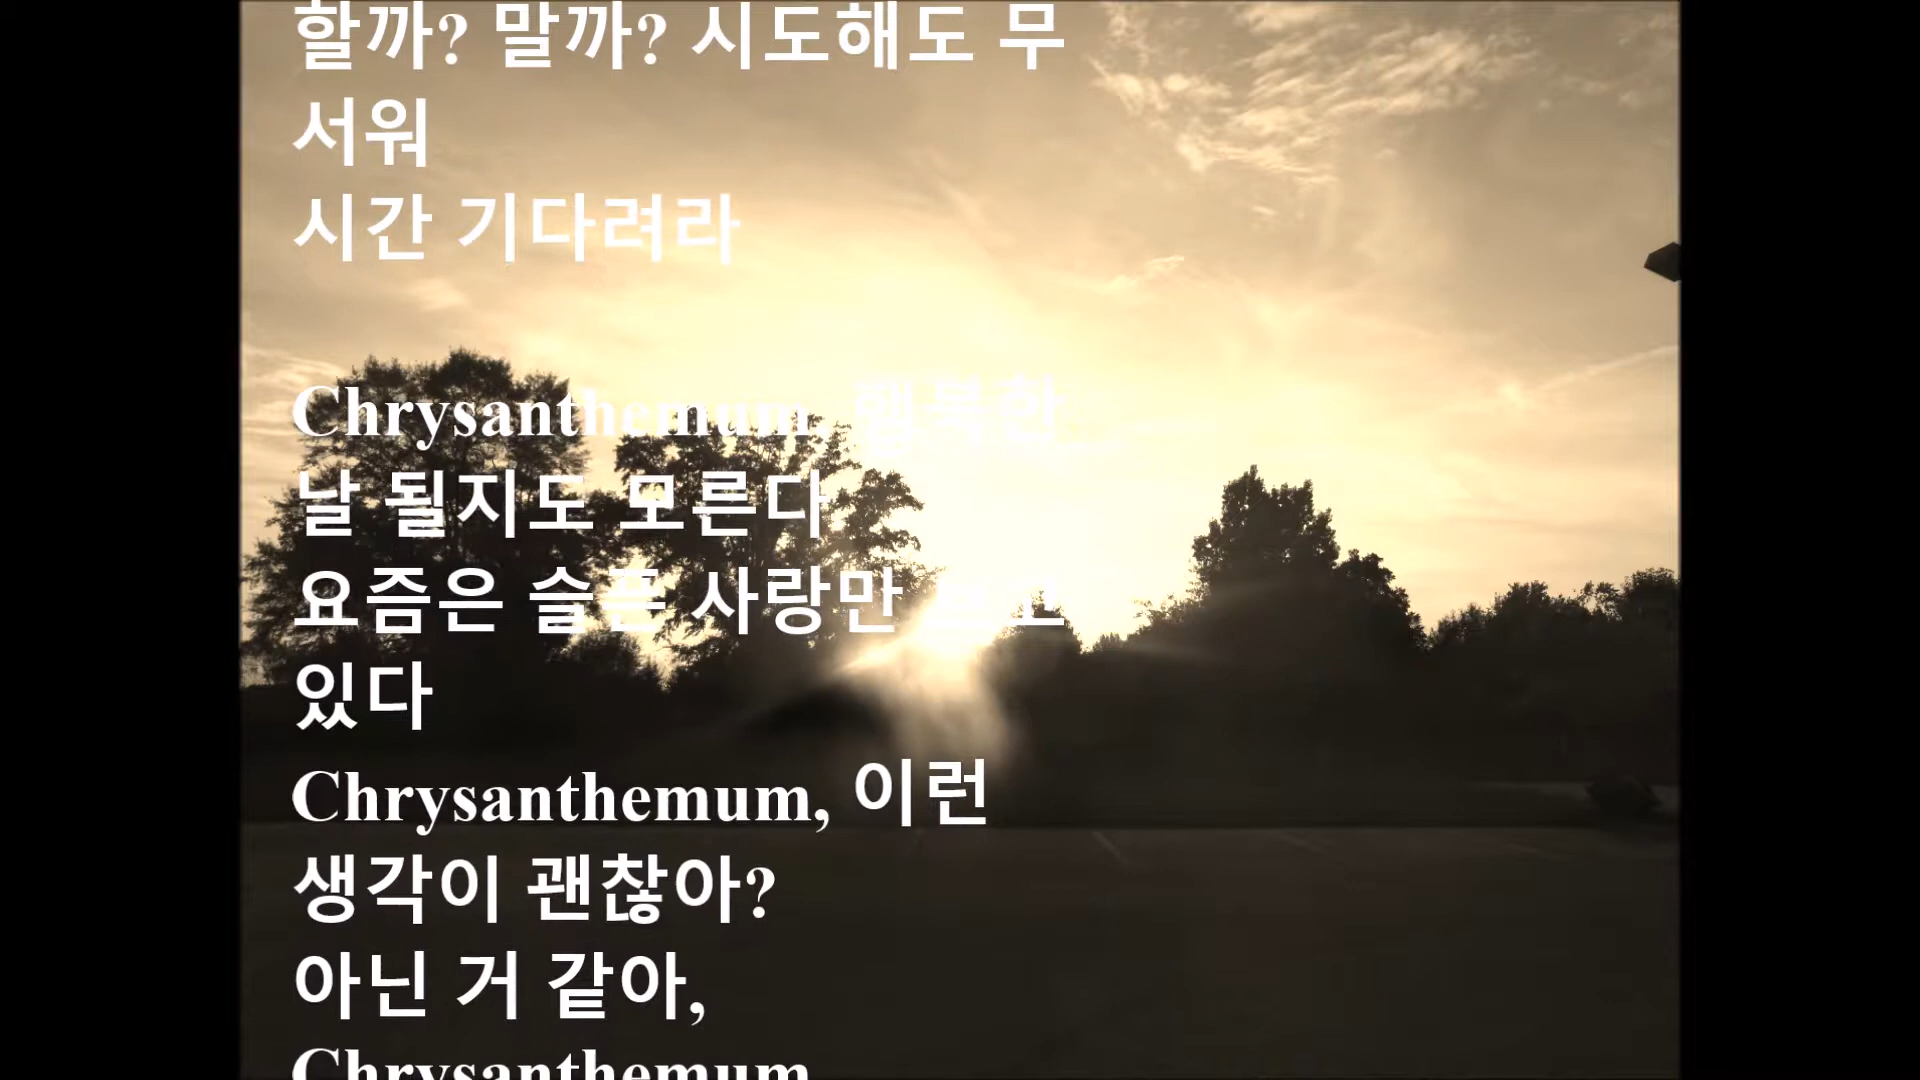 할까? 말까? 시도해도 무
서워
시간 기다려라
Chrysanthemum, 행복한
날 될지도 모른다
요즘은 슬픈 사랑만 보고
있다
Chrysanthemum, 이런
생각이 괜찮아?
아닌 거 같아,
Chrysanthemum